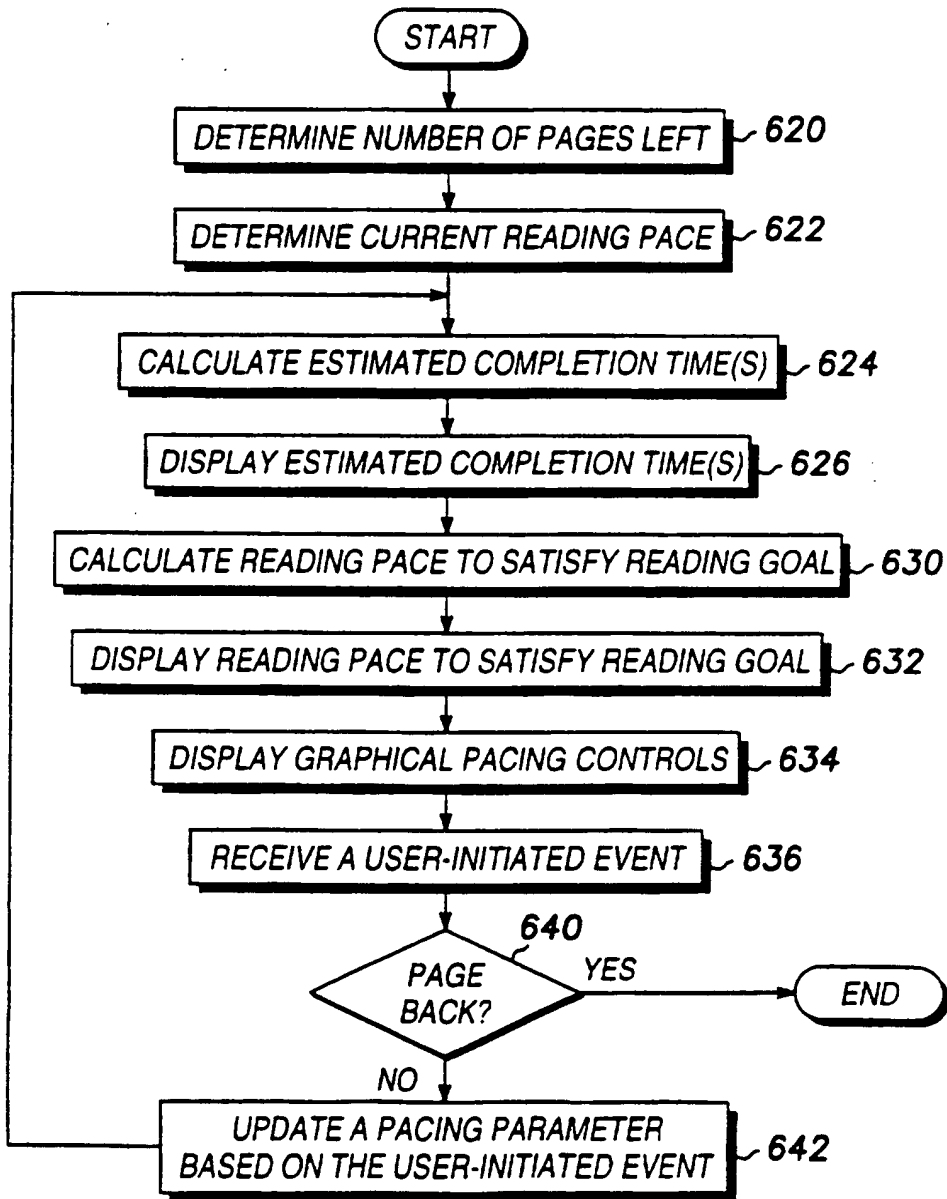 START
DETERMINE NUMBER OF PAGES LEFT 620
DETERMINE CURRENT READING PACE 622
CALCULATE ESTIMATED COMPLETION TIME(S) 624
DISPLAY ESTIMATED COMPLETION TIME(S) 626
CALCULATE READING PACE TO SATISFY READING GOAL 630
DISPLAY READING PACE TO SATISFY READING GOAL 632
DISPLAY GRAPHICAL PACING CONTROLS 634
RECEIVE A USER-INITIATED EVENT 636
640
PAGE
BACK?
YES
END
NO
UPDATE A PACING PARAMETER
BASED ON THE USER-INITIATED EVENT 642